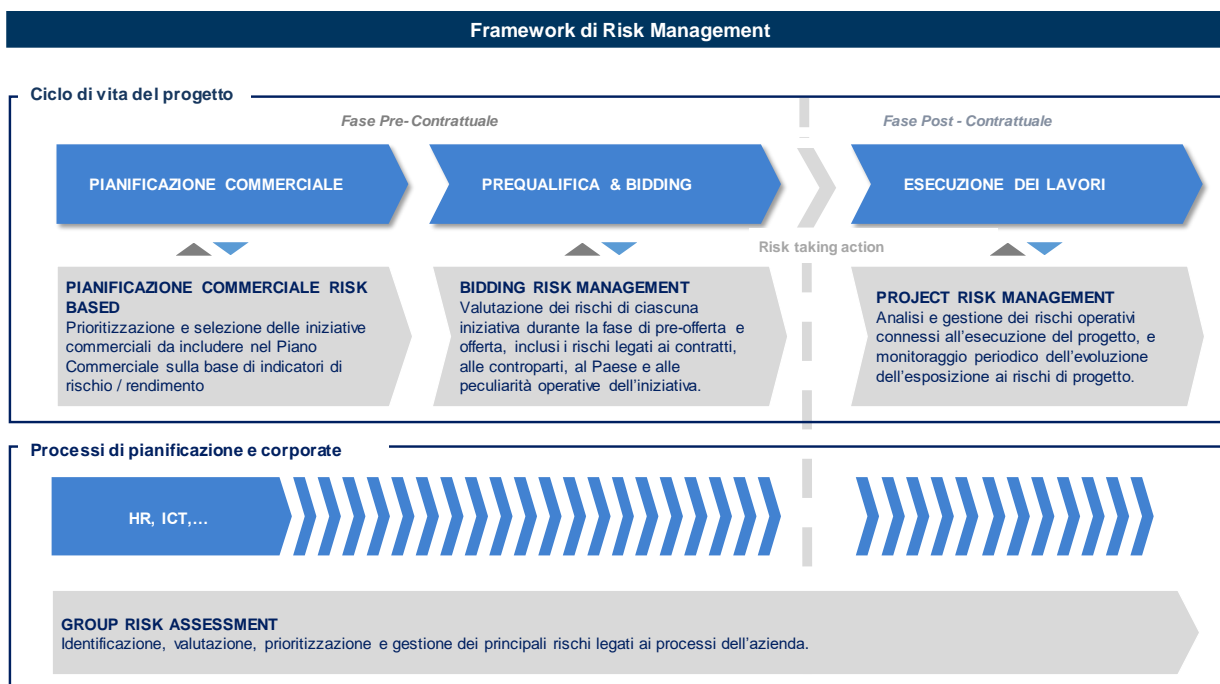 Framework di Risk Management
Ciclo di vita del progetto
Fase Pre- Contrattuale
Fase Post - Contrattuale
PIANIFICAZIONE COMMERCIALE
PREQUALIFICA & BIDDING
ESECUZIONE DEI LAVORI
Risk taking action
PIANIFICAZIONE COMMERCIALE RISK
BASED
Prioritizzazione e selezione delle iniziative
commerciali da includere nel Piano
Commerciale sulla base di indicatori di
rischio / rendimento
BIDDING RISK MANAGEMENT
Valutazione dei rischi di ciascuna
iniziativa durante la fase di pre-offerta e
offerta, inclusi i rischi legati ai contratti,
alle controparti, al Paese e alle
peculiarità operative dell'iniziativa.
PROJECT RISK MANAGEMENT
Analisi e gestione dei rischi operativi
connessi all'esecuzione del progetto, e
monitoraggio periodico dell'evoluzione
dell'esposizione ai rischi di progetto.
Processi di pianificazione e corporate
HR, ICT,…
GROUP RISK ASSESSMENT
Identificazione, valutazione, prioritizzazione e gestione dei principali rischi legati ai processi dell'azienda.